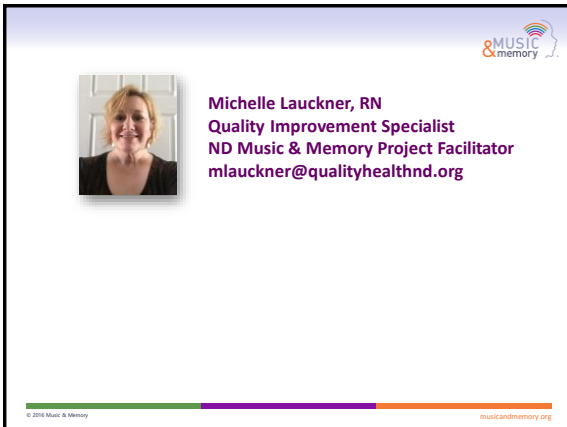 &MUSIC
memory
Michelle Lauckner, RN
Quality Improvement Specialist
ND Music & Memory Project Facilitator
mlauckner@qualityhealthnd.org
© 2016 Music & Memory
musicandmemory.org